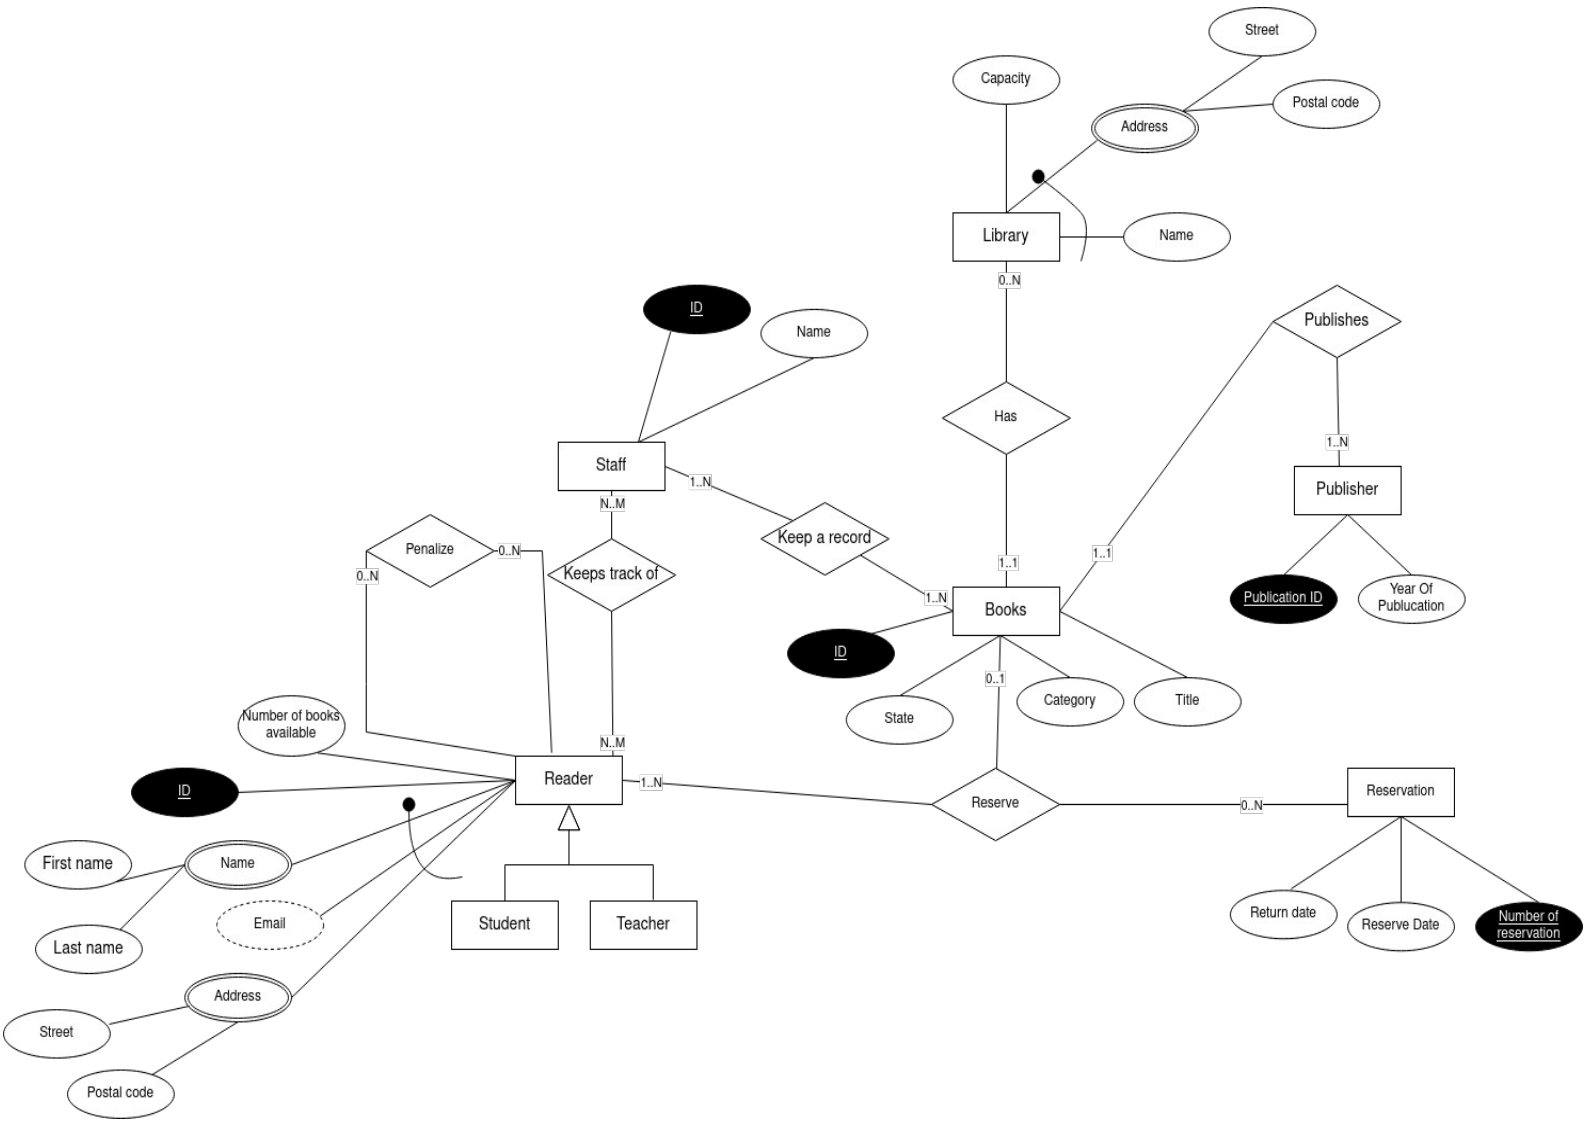 Street
Capacity
Postal code
Address
Library
Name
0..N
ID
Name
Publishes
Has
1..N
Staff
1..N
Publisher
N..M
Penalize
0..N
Keep a record
1..1
1..1
0..N
Keeps track of
1..N
Books
Publication ID
Year Of
Publucation
ID
0..1
State
Category
Title
Number of books
available
N..M
Reader
1..N
ID
Reserve
0..N
Reservation
First name
Name
Email
Student
Teacher
Return date
Reserve Date
Number of
reservation
Last name
Address
Street
Postal code